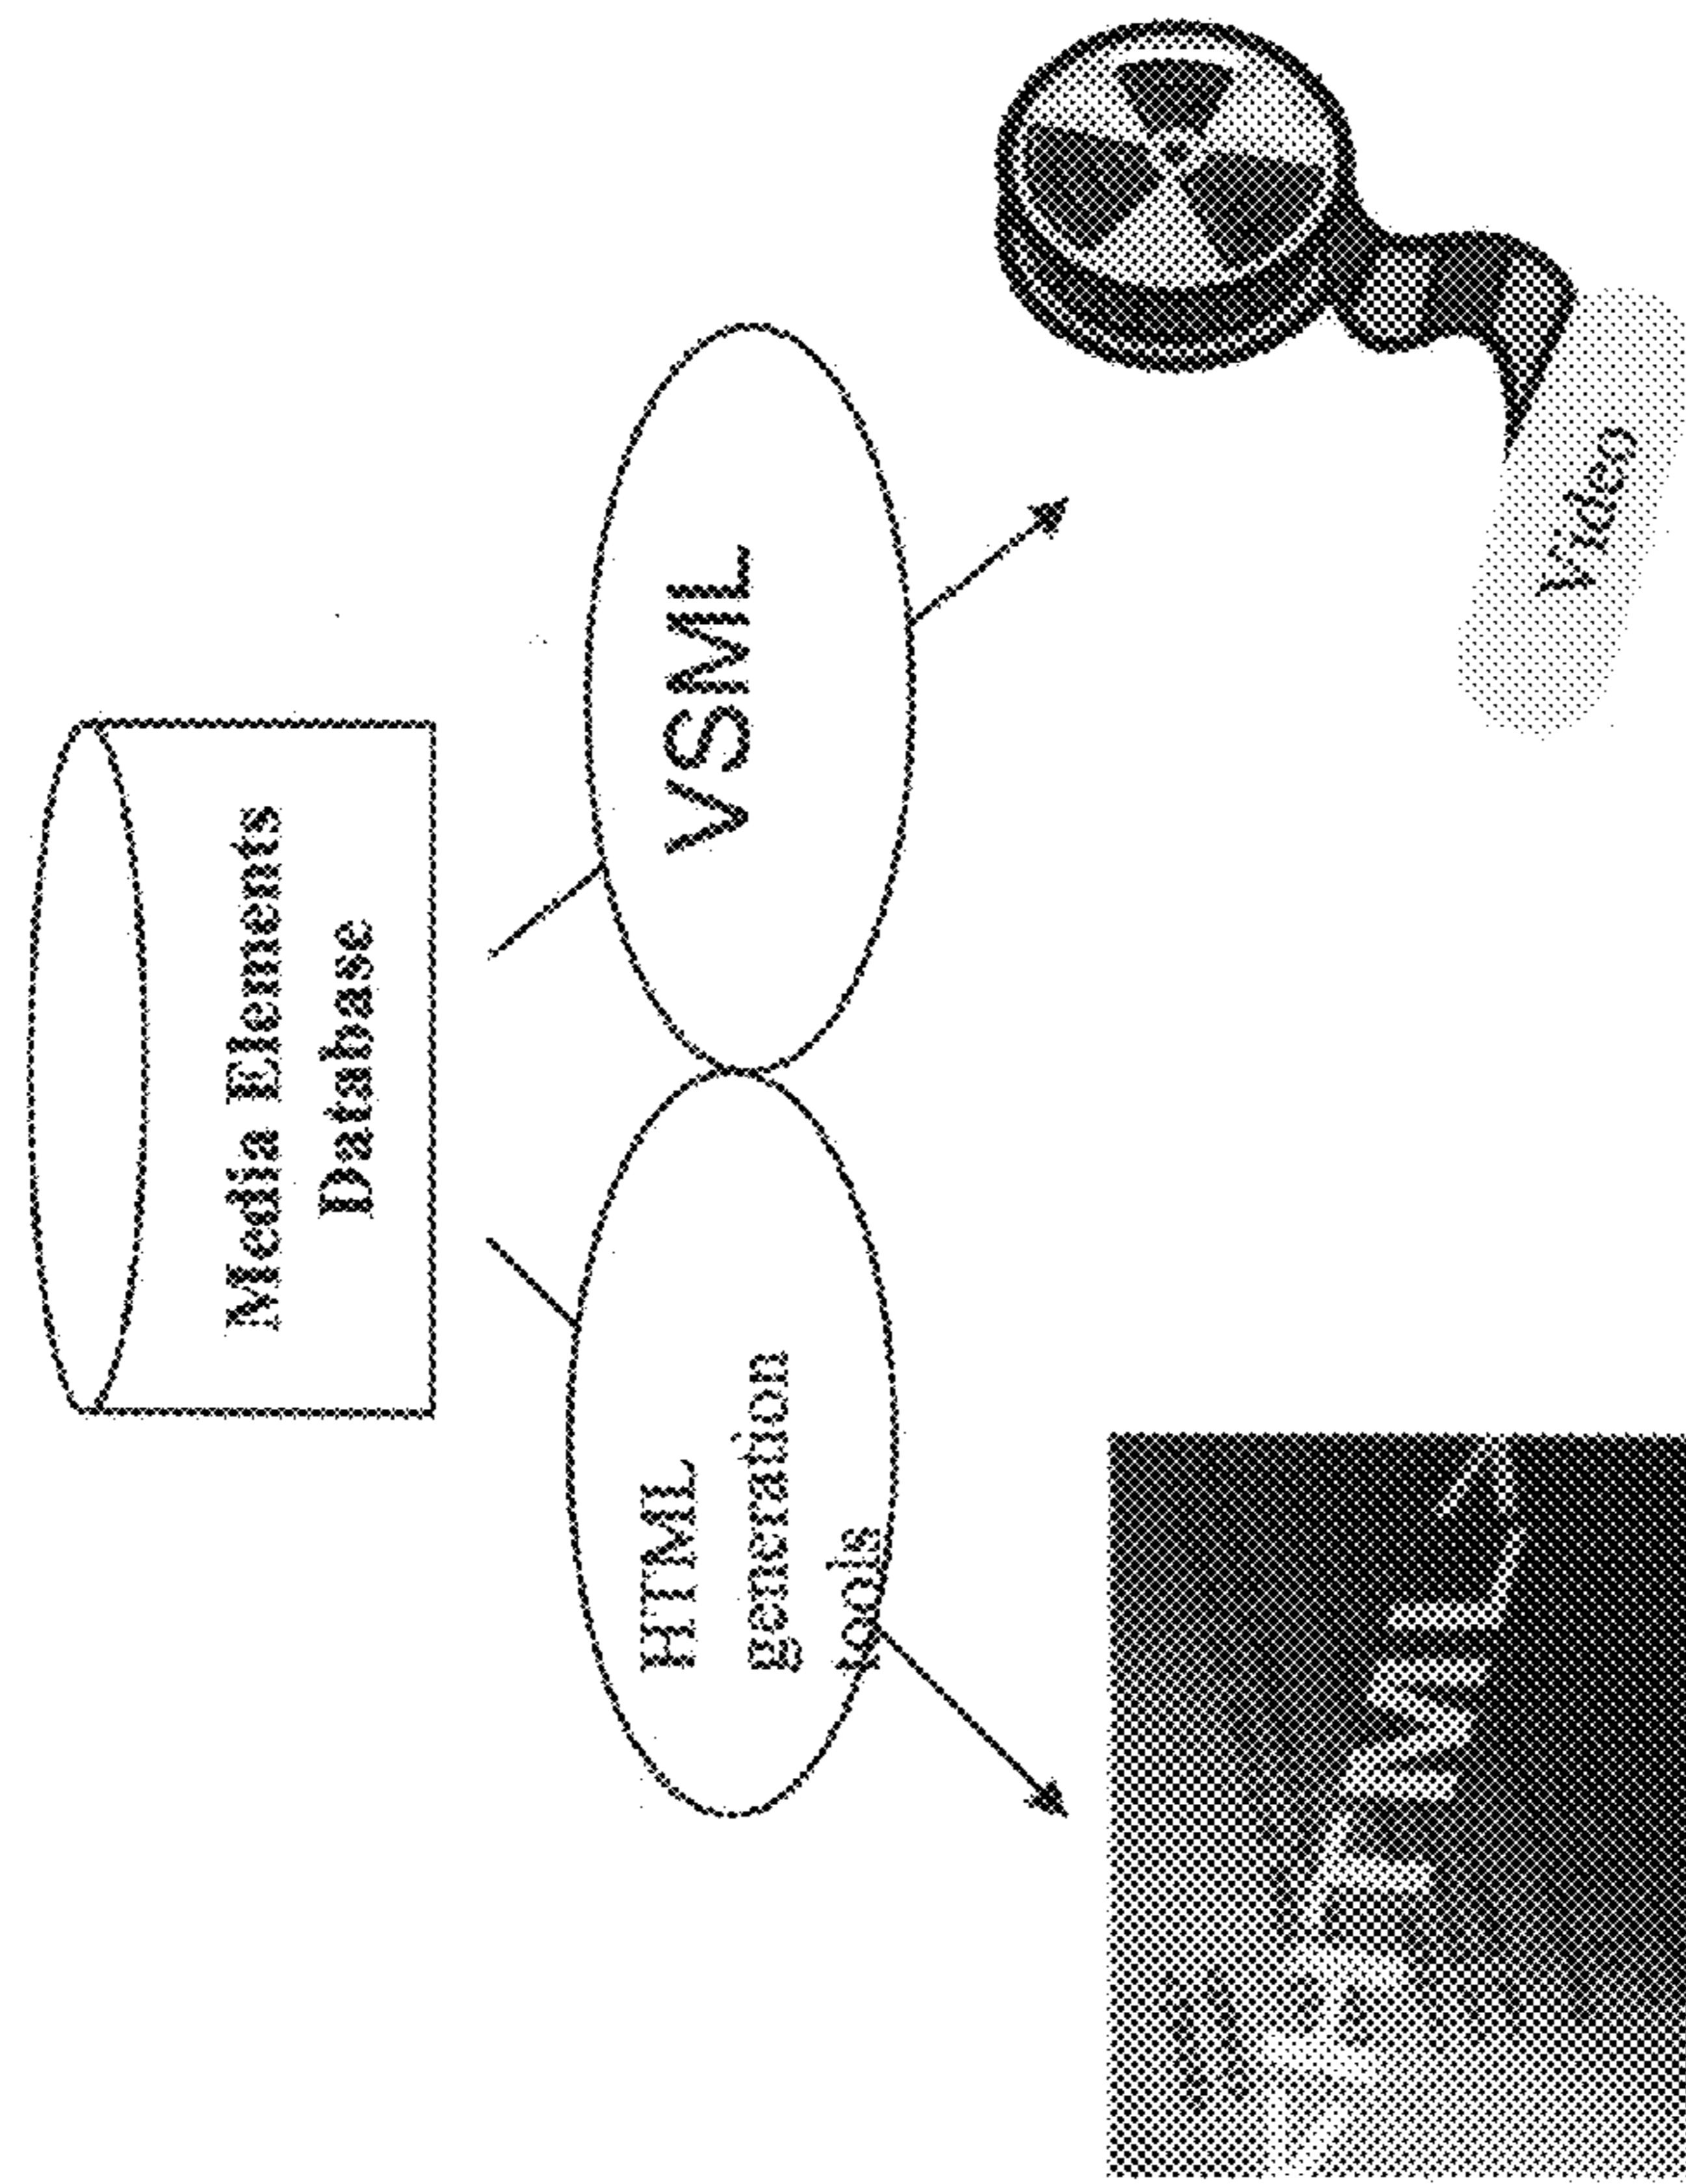 Media Elements
Database
HTML
generation
tools
VSML
<HTML>
Video